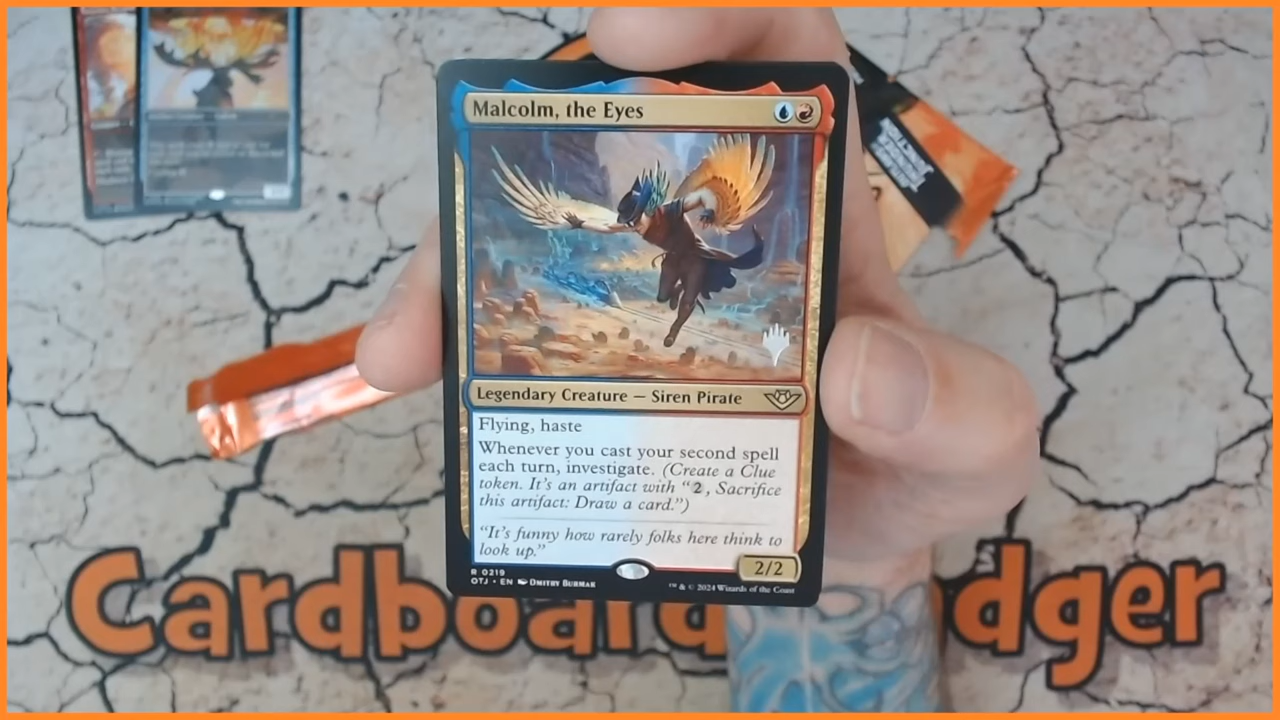 Malcolm, the Eyes
Legendary Creature — Siren Pirate
Flying, haste
Whenever you cast your second spell
each turn, investigate. (Create a Clue
token. It's an artifact with “2, Sacrifice
this artifact: Draw a card.”)
“It's funny how rarely folks here think to
look up.”
2/2
R 0219
OTJ • EN Dmitry Burmak
™ & © 2024 Wizards of the Coast
Cardboard dger